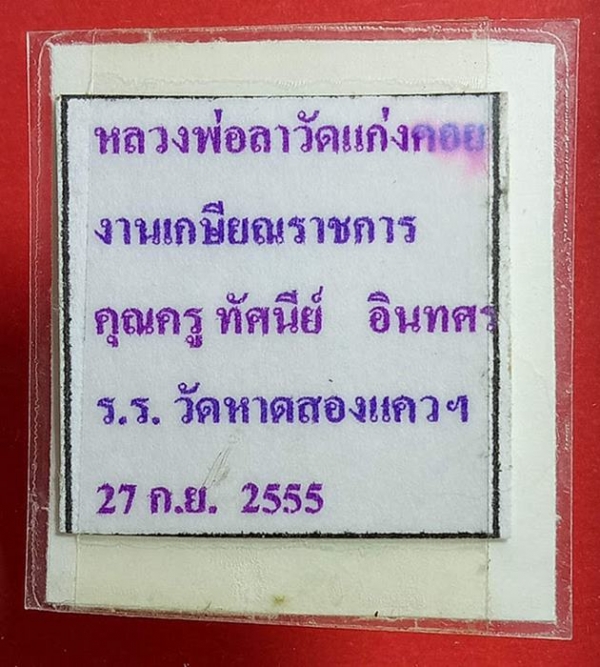 หลวงพ่อลาวัดแก่งคอย
งานเกษียณราชการ
คุณครู ทัศนีย์ อินทศร
ร.ร. วัดหาดสองแควฯ
27 ก.ย. 2555